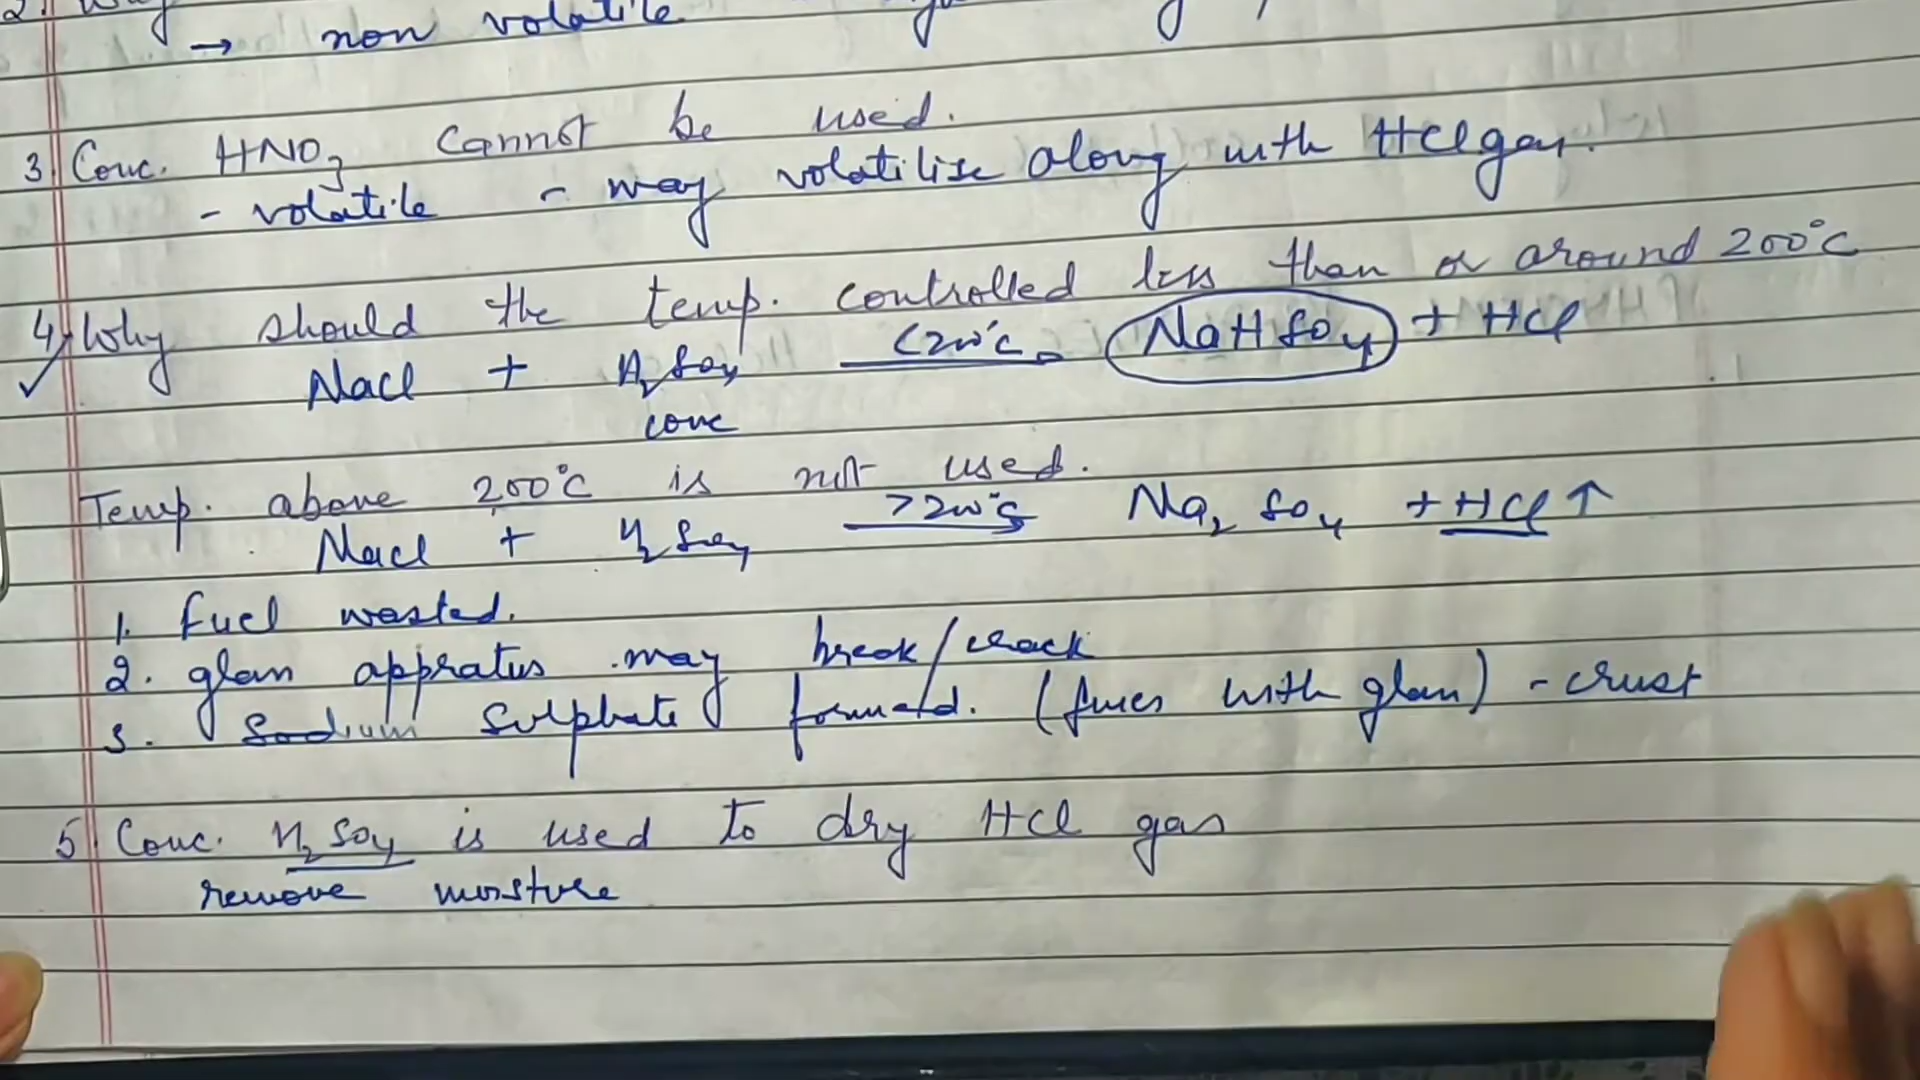 → non volatile
3. Conc. HNO3 cannot be used.
- volatile - may volatilise along with HCl gas.
4. Why should the temp. controlled less than or around 200°C
NaCl + H2SO4 <200°C NaHSO4 + HCl
conc
Temp. above 200°C is not used.
NaCl + H2SO4 >200°C Na2SO4 + HCl ↑
1. Fuel wasted.
2. glass appratus may break/crack
3. Sodium Sulphate formed. (fuses with glass) - crust
5. Conc. H2SO4 is used to dry HCl gas
remove moisture